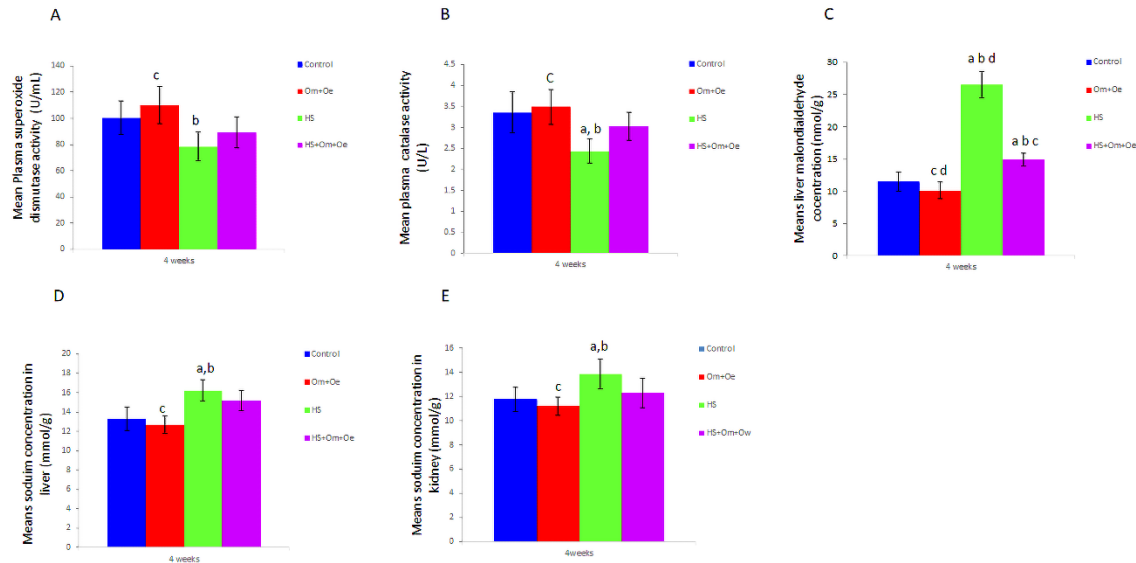 A
Mean Plasma superoxide
dismutase activity (U/mL)
140
120
100
80
60
40
20
0
c
b
4 weeks
Control
Om+Oe
HS
HS+Om+Oe
B
Mean plasma catalase activity
(U/L)
4.5
4
3.5
3
2.5
2
1.5
1
0.5
0
C
a, b
4 weeks
Control
Om+Oe
HS
HS+Om+Oe
C
Means liver malondiaidehyde
cocentration (nmol/g)
30
25
20
15
10
5
0
c d
a b d
a b c
4 weeks
Control
Om+Oe
HS
HS+Om+Oe
D
Means soduim concentration in
liver (mmol/g)
20
18
16
14
12
10
8
6
4
2
0
c
a,b
4 weeks
Control
Om+Oe
HS
HS+Om+Oe
E
Means soduim concentration in
kidney (mmol/g)
16
14
12
10
8
6
4
2
0
c
a,b
4weeks
Control
Om+Oe
HS
HS+Om+Ow